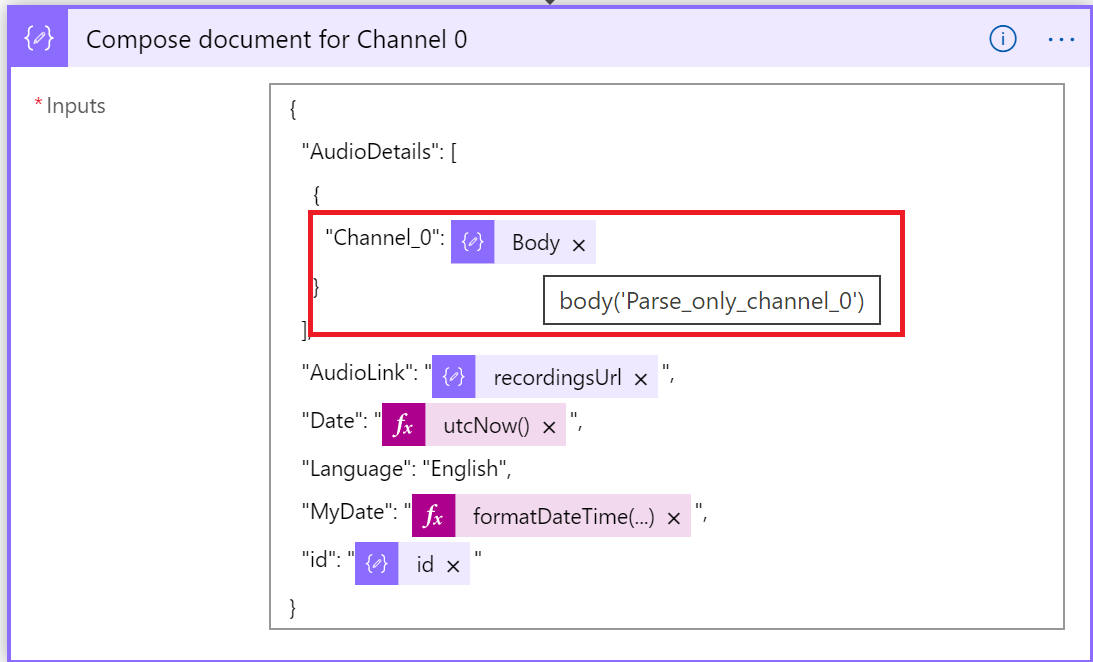 Compose document for Channel 0
* Inputs
{
"AudioDetails": [
{
"Channel_0": {} Body ×
}
body('Parse_only_channel_0')
],
"AudioLink": " {} recordingsUrl × ",
"Date": " fx utcNow() × ",
"Language": "English",
"MyDate": " fx formatDateTime(...) × ",
"id": " {} id × "
}